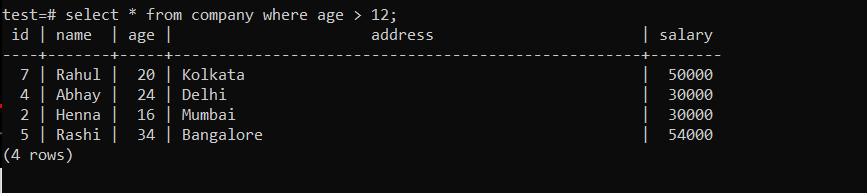 test=# select * from company where age > 12;
 id | name  | age |                      address                       | salary
----+-------+-----+----------------------------------------------------+--------
  7 | Rahul |  20 | Kolkata                                            |  50000
  4 | Abhay |  24 | Delhi                                              |  30000
  2 | Henna |  16 | Mumbai                                             |  30000
  5 | Rashi |  34 | Bangalore                                          |  54000
(4 rows)